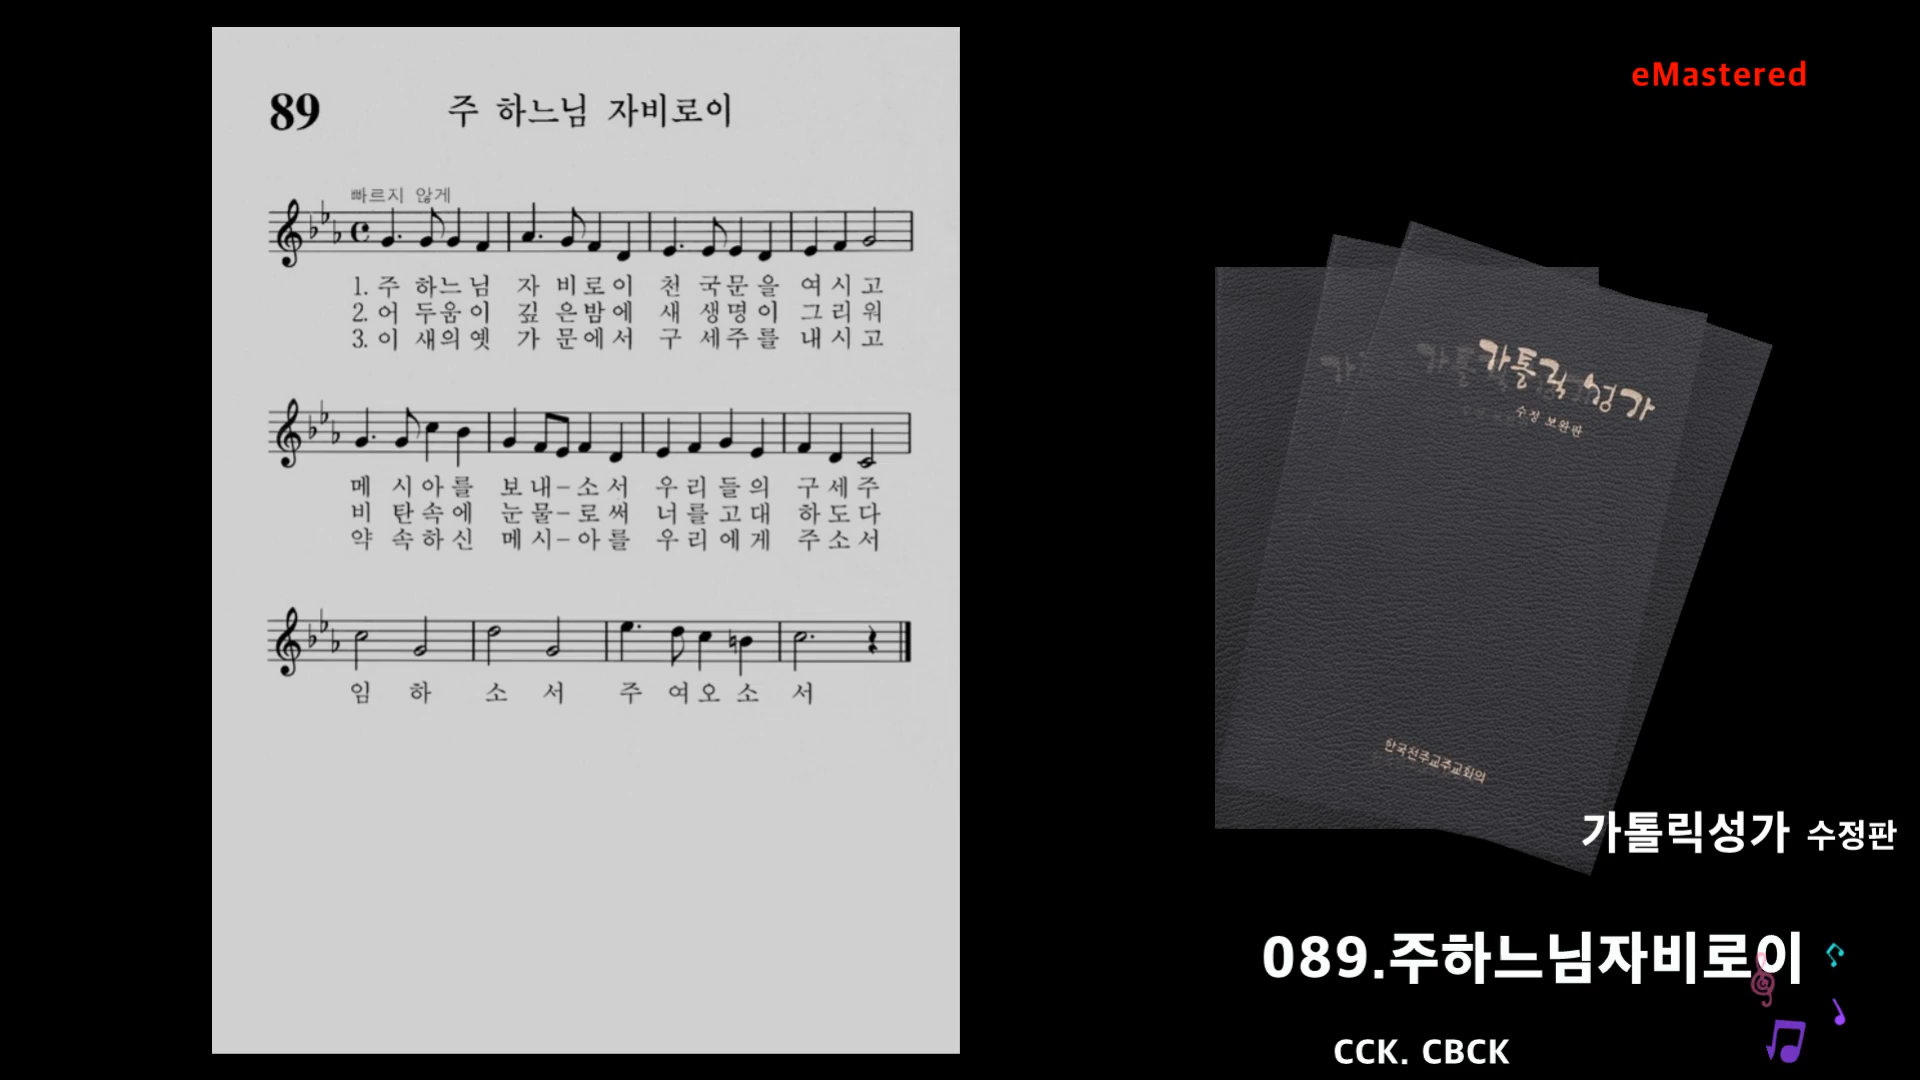 89 주 하느님 자비로이
빠르지 않게
1. 주 하느님 자 비로이 천 국문을 여시고
2. 어 두움이 깊 은밤에 새 생명이 그리워
3. 이 새의옛 가 문에서 구 세주를 내시고
메 시아를 보내-소서 우리들의 구세주
비 탄속에 눈물-로써 너를고대 하도다
약 속하신 메시-아를 우리에게 주소서
임 하 소 서 주 여오 소 서
eMastered
가톨릭성가
수정 보완판
한국천주교주교회의
가톨릭성가 수정판
089.주하느님자비로이
CCK. CBCK